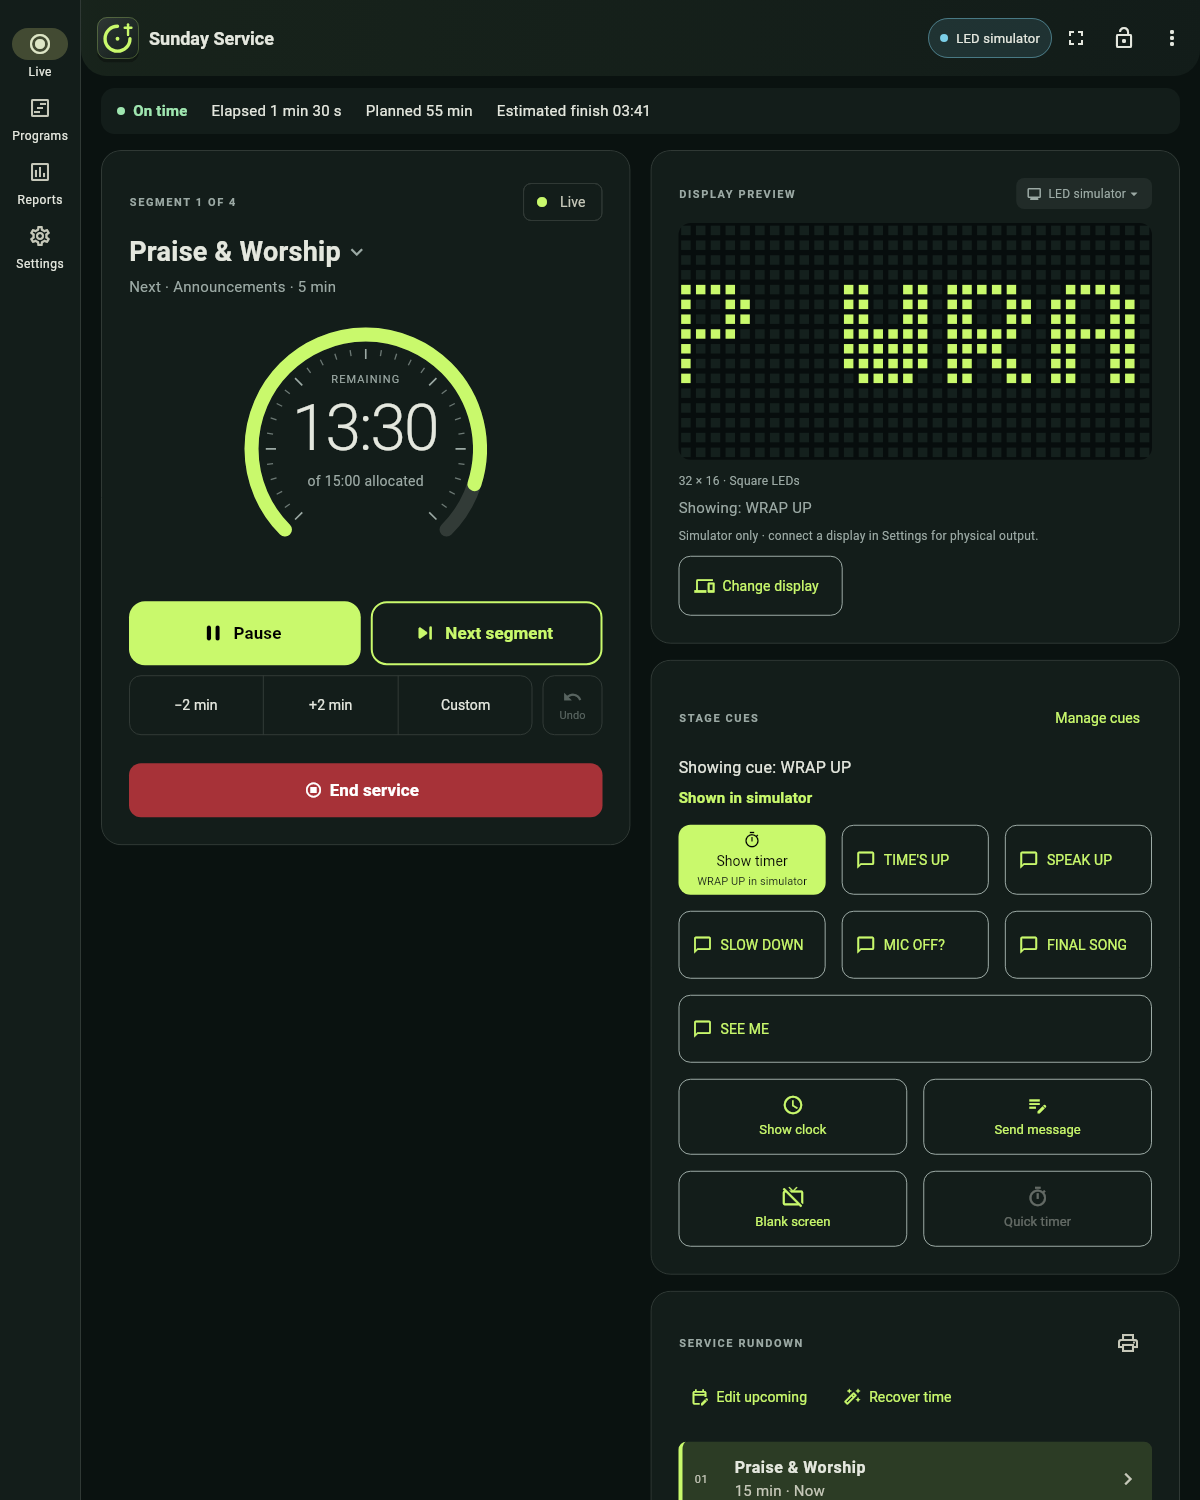 Sunday Service
LED simulator
Live
Programs
Reports
Settings
On time Elapsed 1 min 30 s Planned 55 min Estimated finish 03:41
SEGMENT 1 OF 4
Live
Praise & Worship
Next · Announcements · 5 min
REMAINING
13:30
of 15:00 allocated
Pause
Next segment
−2 min
+2 min
Custom
Undo
End service
DISPLAY PREVIEW
LED simulator
32 × 16 · Square LEDs
Showing: WRAP UP
Simulator only · connect a display in Settings for physical output.
Change display
STAGE CUES
Manage cues
Showing cue: WRAP UP
Shown in simulator
Show timer
WRAP UP in simulator
TIME'S UP
SPEAK UP
SLOW DOWN
MIC OFF?
FINAL SONG
SEE ME
Show clock
Send message
Blank screen
Quick timer
SERVICE RUNDOWN
Edit upcoming
Recover time
01
Praise & Worship
15 min · Now